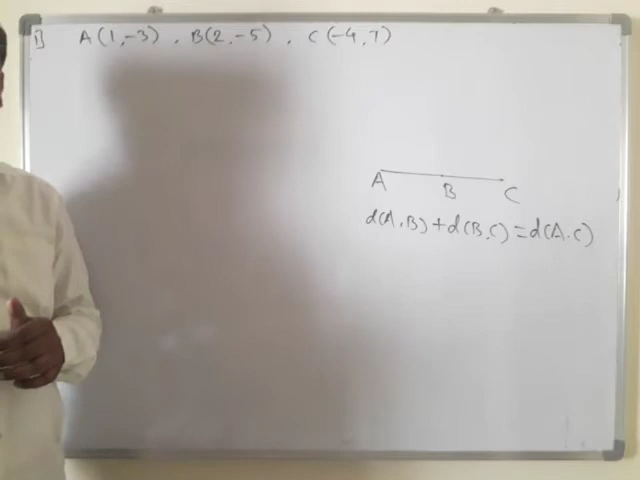 1] A(1,-3) , B(2,-5) , C(-4,7)
A B C
d(A,B)+d(B,C)=d(A.C)